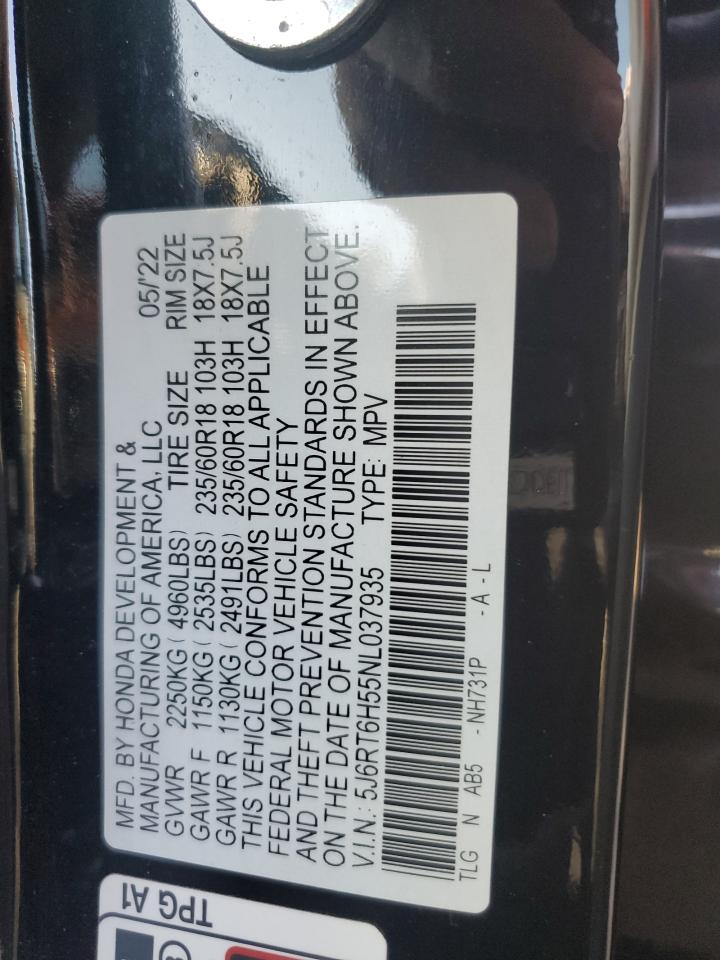 MFD. BY HONDA DEVELOPMENT & 
MANUFACTURING OF AMERICA, LLC 05/'22
GVWR 2250KG ( 4960LBS) TIRE SIZE RIM SIZE
GAWR F 1150KG ( 2535LBS) 235/60R18 103H 18X7.5J
GAWR R 1130KG ( 2491LBS) 235/60R18 103H 18X7.5J
THIS VEHICLE CONFORMS TO ALL APPLICABLE
FEDERAL MOTOR VEHICLE SAFETY
AND THEFT PREVENTION STANDARDS IN EFFECT
ON THE DATE OF MANUFACTURE SHOWN ABOVE.
V.I.N.: 5J6RT6H55NL037935 TYPE: MPV
TLG N AB5 -NH731P -A-L
TPG A1